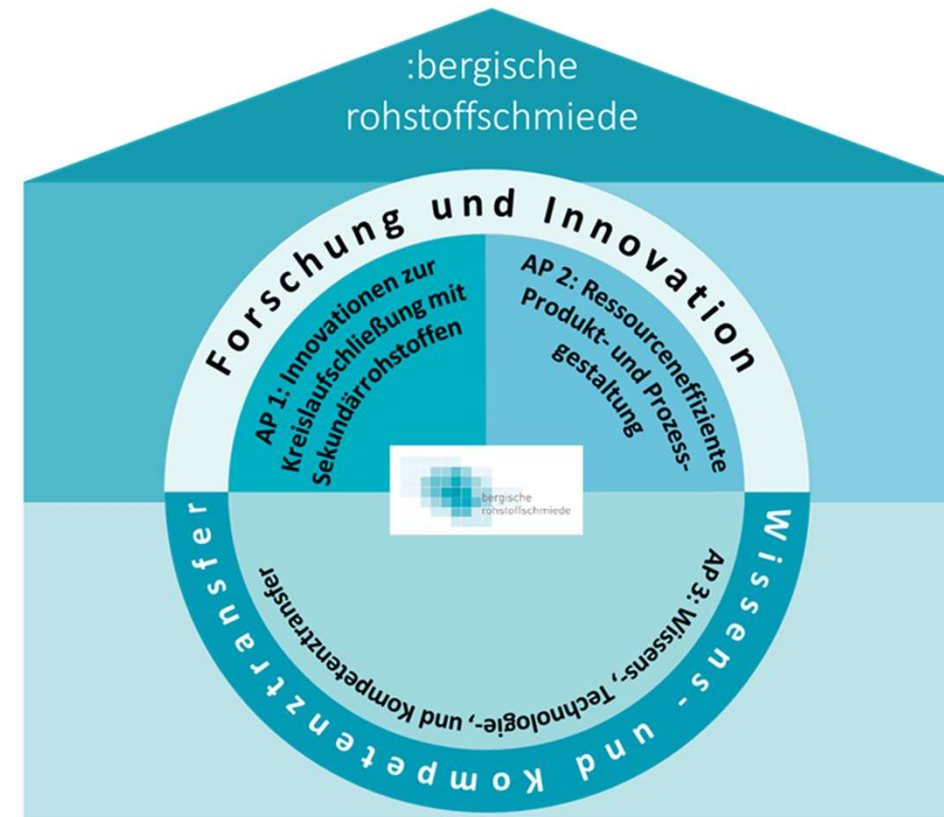 :bergische
rohstoffschmiede
Forschung und Innovation
AP 1: Innovationen zur
Kreislaufschließung mit
Sekundärrohstoffen
AP 2: Ressourceneffiziente
Produkt- und Prozess-
gestaltung
bergische
rohstoffschmiede
AP 3: Wissens-, Technologie-, und Kompetenztransfer
Wissens- und Kompetenztransfer